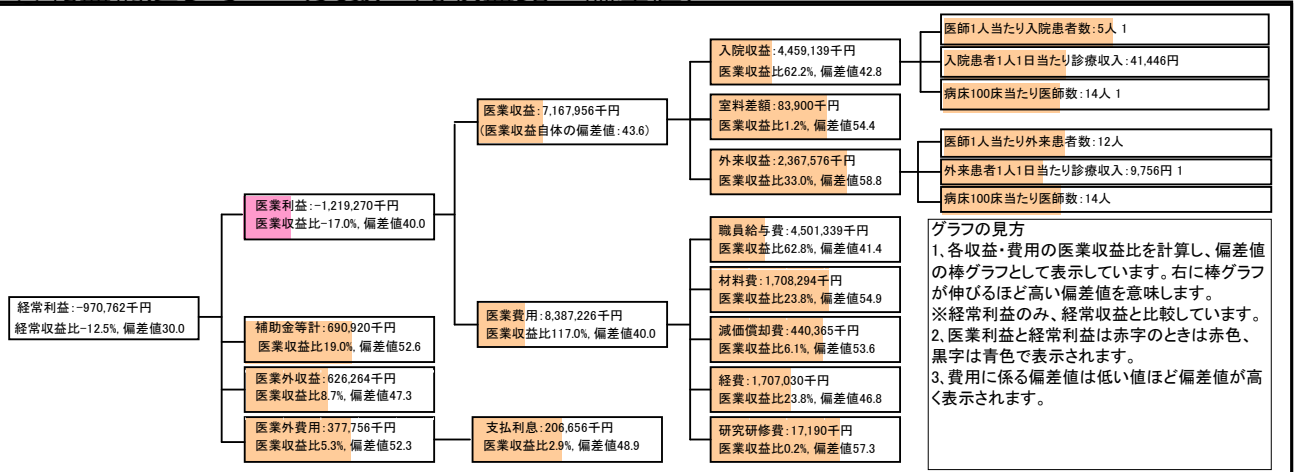 医師1人当たり入院患者数:5人 1
入院収益:4,459,139千円
医業収益比62.2%, 偏差値42.8
入院患者1人1日当たり診療収入:41,446円
病床100床当たり医師数:14人 1
医業収益:7,167,956千円
(医業収益自体の偏差値:43.6)
室料差額:83,900千円
医業収益比1.2%, 偏差値54.4
医師1人当たり外来患者数:12人
外来収益:2,367,576千円
医業収益比33.0%, 偏差値58.8
外来患者1人1日当たり診療収入:9,756円 1
病床100床当たり医師数:14人
医業利益:-1,219,270千円
医業収益比-17.0%, 偏差値40.0
職員給与費:4,501,339千円
医業収益比62.8%, 偏差値41.4
材料費:1,708,294千円
医業収益比23.8%, 偏差値54.9
経常利益:-970,762千円
経常収益比-12.5%, 偏差値30.0
医業費用:8,387,226千円
医業収益比117.0%, 偏差値40.0
補助金等計:690,920千円
医業収益比19.0%, 偏差値52.6
減価償却費:440,365千円
医業収益比6.1%, 偏差値53.6
医業外収益:626,264千円
医業収益比8.7%, 偏差値47.3
経費:1,707,030千円
医業収益比23.8%, 偏差値46.8
医業外費用:377,756千円
医業収益比5.3%, 偏差値52.3
支払利息:206,656千円
医業収益比2.9%, 偏差値48.9
研究研修費:17,190千円
医業収益比0.2%, 偏差値57.3
グラフの見方
1、各収益・費用の医業収益比を計算し、偏差値
の棒グラフとして表示しています。右に棒グラフ
が伸びるほど高い偏差値を意味します。
※経常利益のみ、経常収益と比較しています。
2、医業利益と経常利益は赤字のときは赤色、
黒字は青色で表示されます。
3、費用に係る偏差値は低い値ほど偏差値が高
く表示されます。